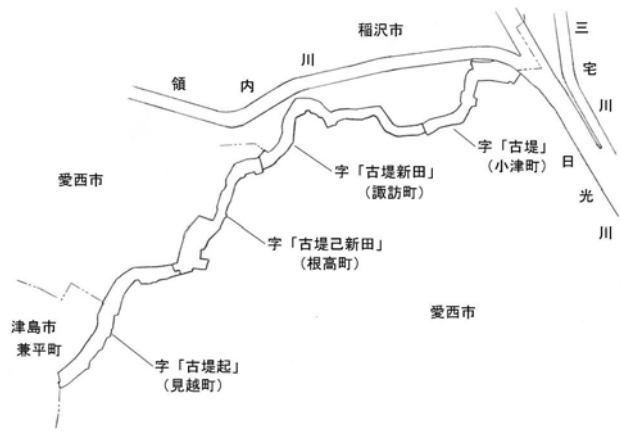 稲沢市
三宅川
領内川
字「古堤」
(小津町)
日光川
字「古堤新田」
(諏訪町)
愛西市
字「古堤己新田」
(根高町)
愛西市
津島市
兼平町
字「古堤起」
(見越町)